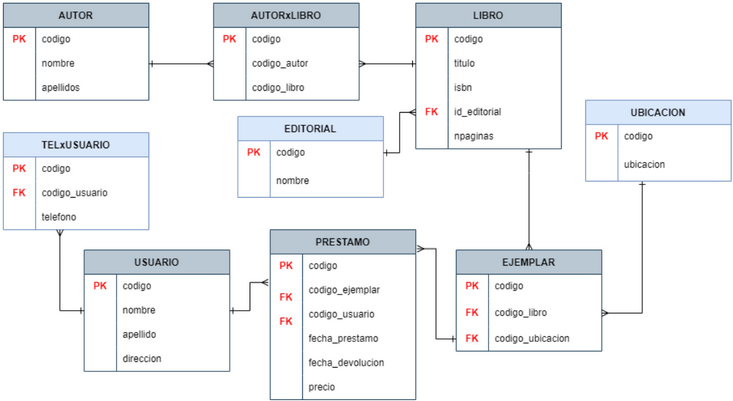 AUTOR
PK codigo
nombre
apellidos
AUTORxLIBRO
PK codigo
codigo_autor
codigo_libro
LIBRO
PK codigo
titulo
isbn
FK id_editorial
npaginas
EDITORIAL
PK codigo
nombre
UBICACION
PK codigo
ubicacion
TELxUSUARIO
PK codigo
FK codigo_usuario
telefono
USUARIO
PK codigo
nombre
apellido
direccion
PRESTAMO
PK codigo
FK codigo_ejemplar
FK codigo_usuario
fecha_prestamo
fecha_devolucion
precio
EJEMPLAR
PK codigo
FK codigo_libro
FK codigo_ubicacion